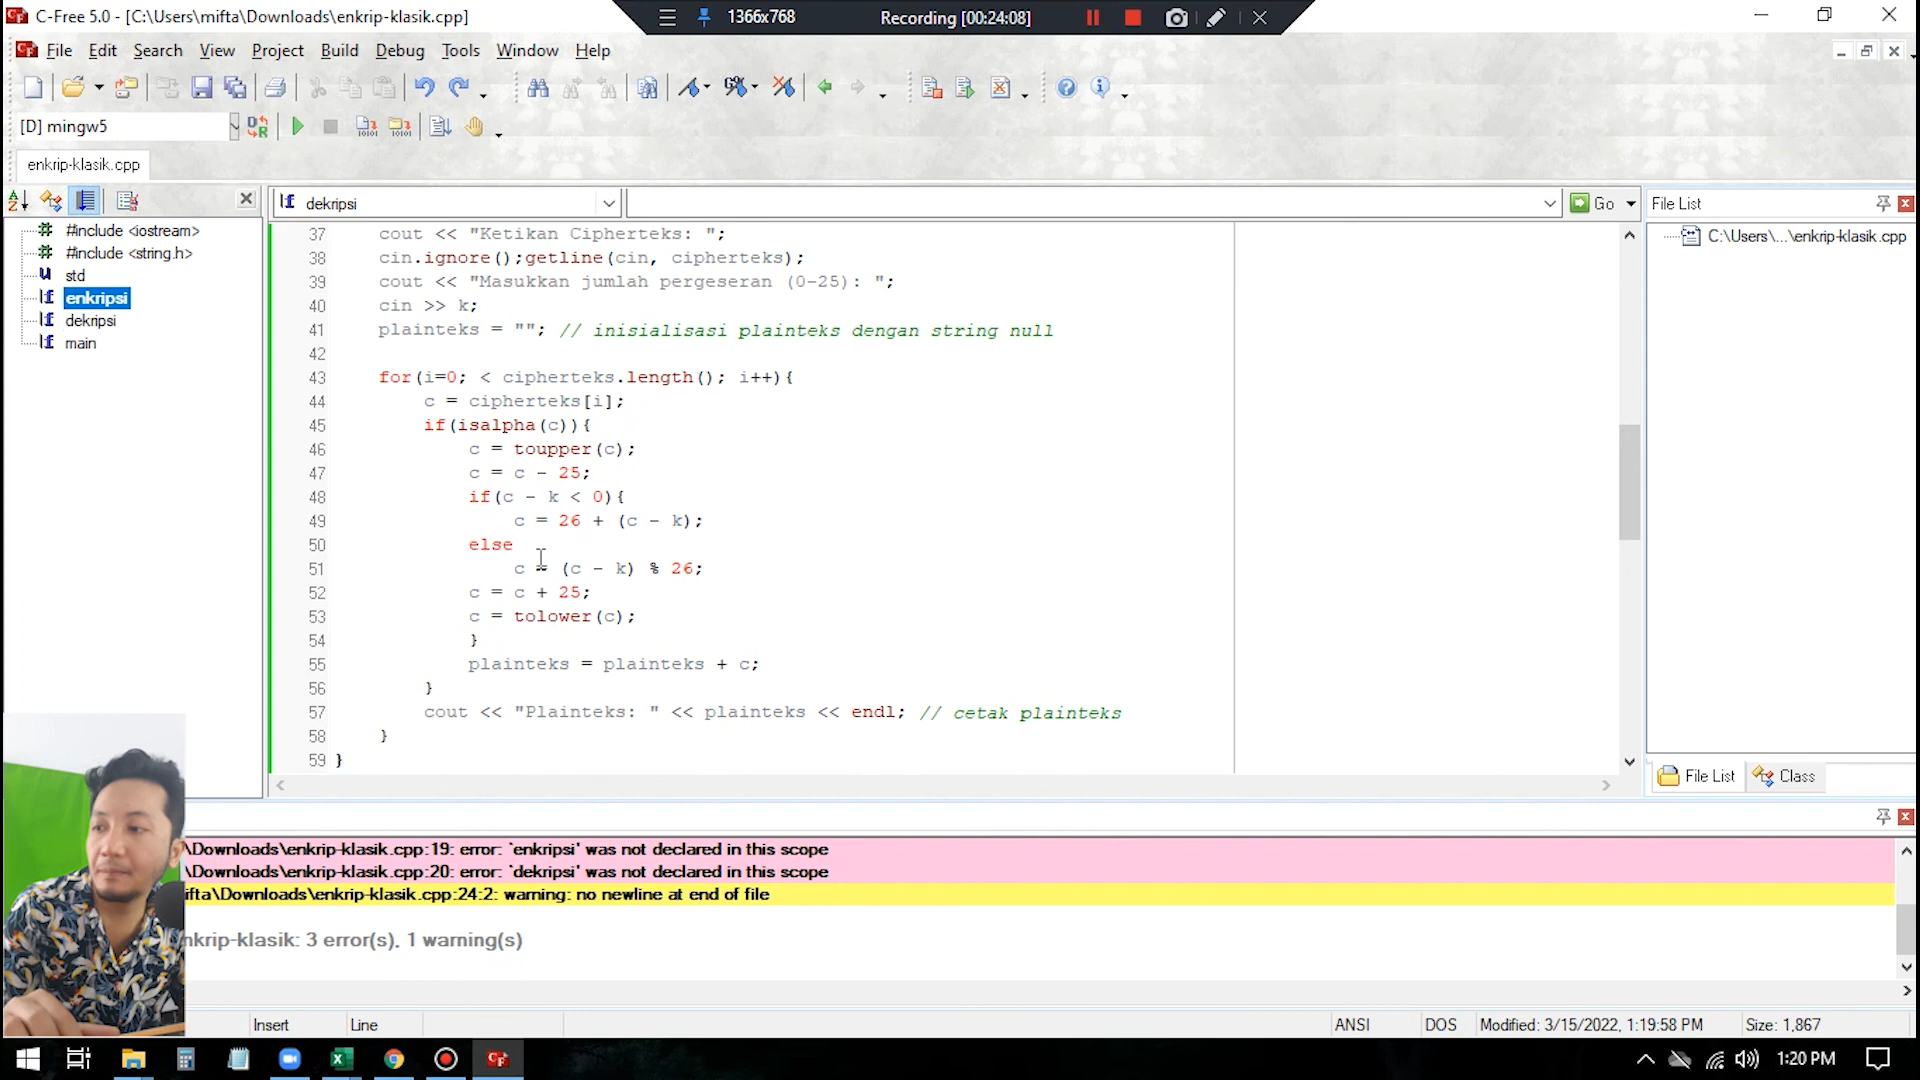 C-Free 5.0 - [C:\Users\mifta\Downloads\enkrip-klasik.cpp]
1366x768
Recording [00:24:08]
File Edit Search View Project Build Debug Tools Window Help
[D] mingw5
enkrip-klasik.cpp
dekripsi
Go
File List
#include <iostream>
#include <string.h>
std
enkripsi
dekripsi
main
37 cout << "Ketikan Cipherteks: ";
38 cin.ignore();getline(cin, cipherteks);
39 cout << "Masukkan jumlah pergeseran (0-25): ";
40 cin >> k;
41 plainteks = ""; // inisialisasi plainteks dengan string null
42
43 for(i=0; < cipherteks.length(); i++){
44 c = cipherteks[i];
45 if(isalpha(c)){
46 c = toupper(c);
47 c = c - 25;
48 if(c - k < 0){
49 c = 26 + (c - k);
50 else
51 c = (c - k) % 26;
52 c = c + 25;
53 c = tolower(c);
54 }
55 plainteks = plainteks + c;
56 }
57 cout << "Plainteks: " << plainteks << endl; // cetak plainteks
58 }
59 }
C:\Users\...\enkrip-klasik.cpp
File List Class
\Downloads\enkrip-klasik.cpp:19: error: `enkripsi' was not declared in this scope
\Downloads\enkrip-klasik.cpp:20: error: `dekripsi' was not declared in this scope
ifta\Downloads\enkrip-klasik.cpp:24:2: warning: no newline at end of file
nkrip-klasik: 3 error(s), 1 warning(s)
Insert Line ANSI DOS Modified: 3/15/2022, 1:19:58 PM Size: 1,867
1:20 PM